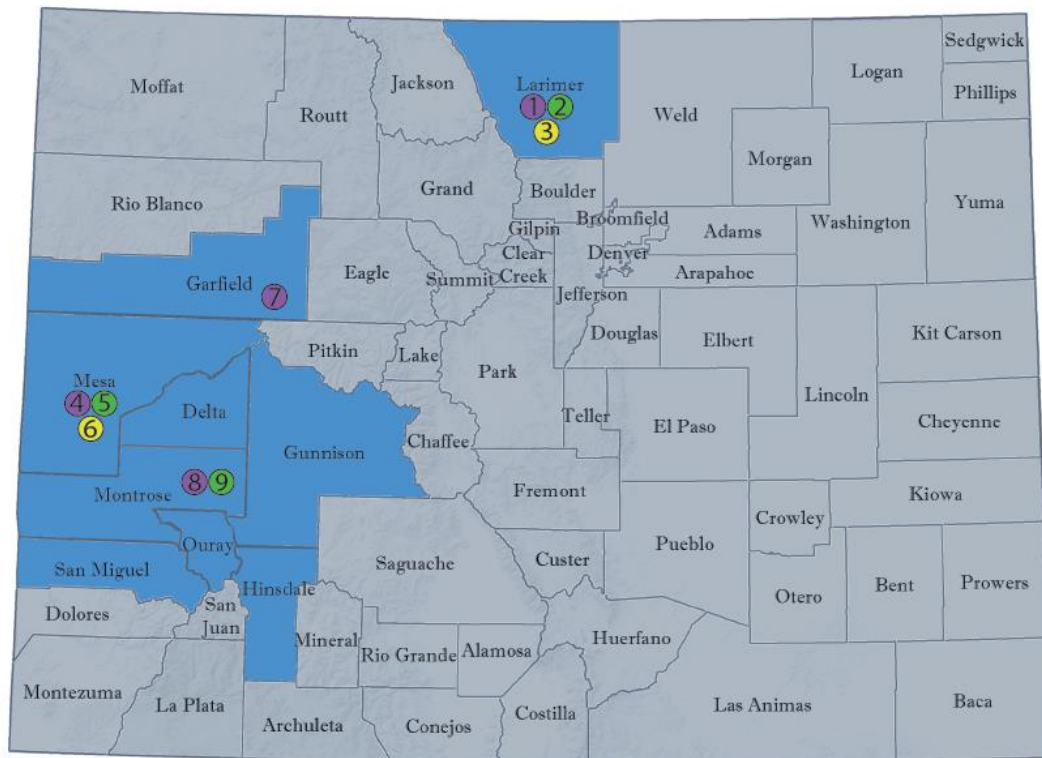 Moffat
Routt
Jackson
Larimer
1 2
3
Weld
Logan
Sedgwick
Phillips
Morgan
Rio Blanco
Grand
Boulder
Broomfield
Gilpin
Clear
Creek
Denver
Adams
Arapahoe
Washington
Yuma
Garfield
7
Eagle
Summit
Jefferson
Douglas
Elbert
Kit Carson
Pitkin
Lake
Park
Lincoln
Mesa
4 5
6
Delta
Gunnison
Chaffee
Teller
El Paso
Cheyenne
Montrose
8 9
Fremont
Kiowa
Crowley
Ouray
San Miguel
Hinsdale
Saguache
Custer
Pueblo
Otero
Bent
Prowers
Dolores
San
Juan
Mineral
Rio Grande
Alamosa
Huerfano
Montezuma
La Plata
Archuleta
Conejos
Costilla
Las Animas
Baca